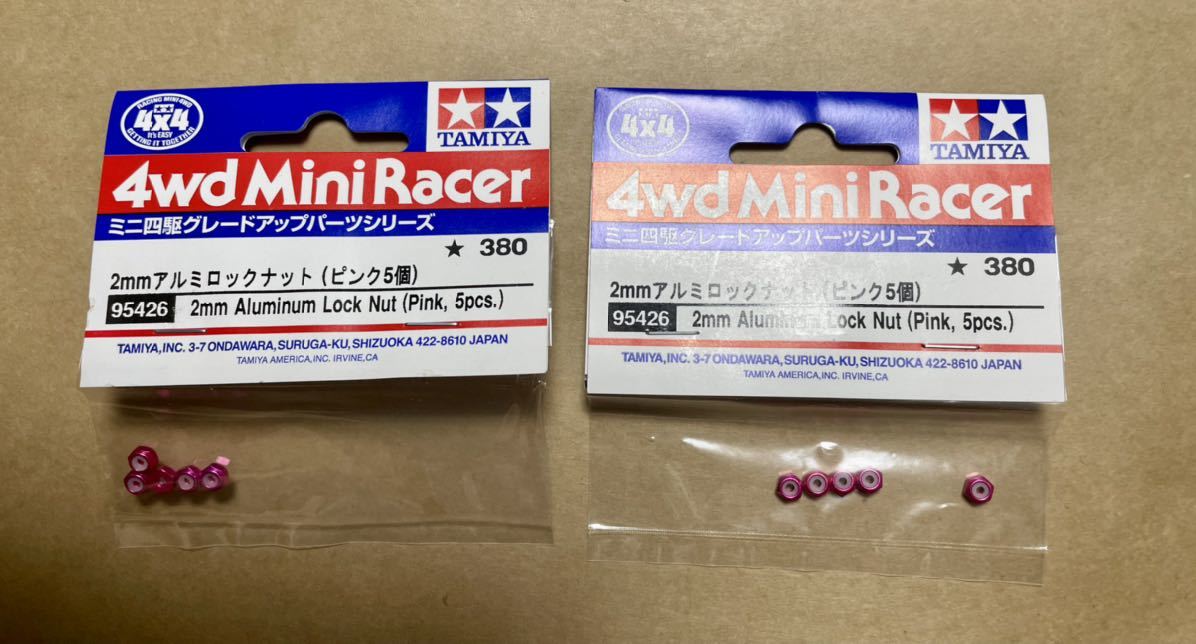 RACING MINI-4WD
4x4
It's EASY
GETTING IT TOGETHER
TAMIYA
4wd Mini Racer
ミニ四駆グレードアップパーツシリーズ
★ 380
2mmアルミロックナット(ピンク5個)
95426 2mm Aluminum Lock Nut (Pink, 5pcs.)
TAMIYA, INC. 3-7 ONDAWARA, SURUGA-KU, SHIZUOKA 422-8610 JAPAN
TAMIYA AMERICA, INC. IRVINE, CA
4x4
TAMIYA
4wd Mini Racer
ミニ四駆グレードアップパーツシリーズ
★ 380
2mmアルミロックナット(ピンク5個)
95426 2mm Aluminum Lock Nut (Pink, 5pcs.)
TAMIYA, INC. 3-7 ONDAWARA, SURUGA-KU, SHIZUOKA 422-8610 JAPAN
TAMIYA AMERICA, INC. IRVINE, CA